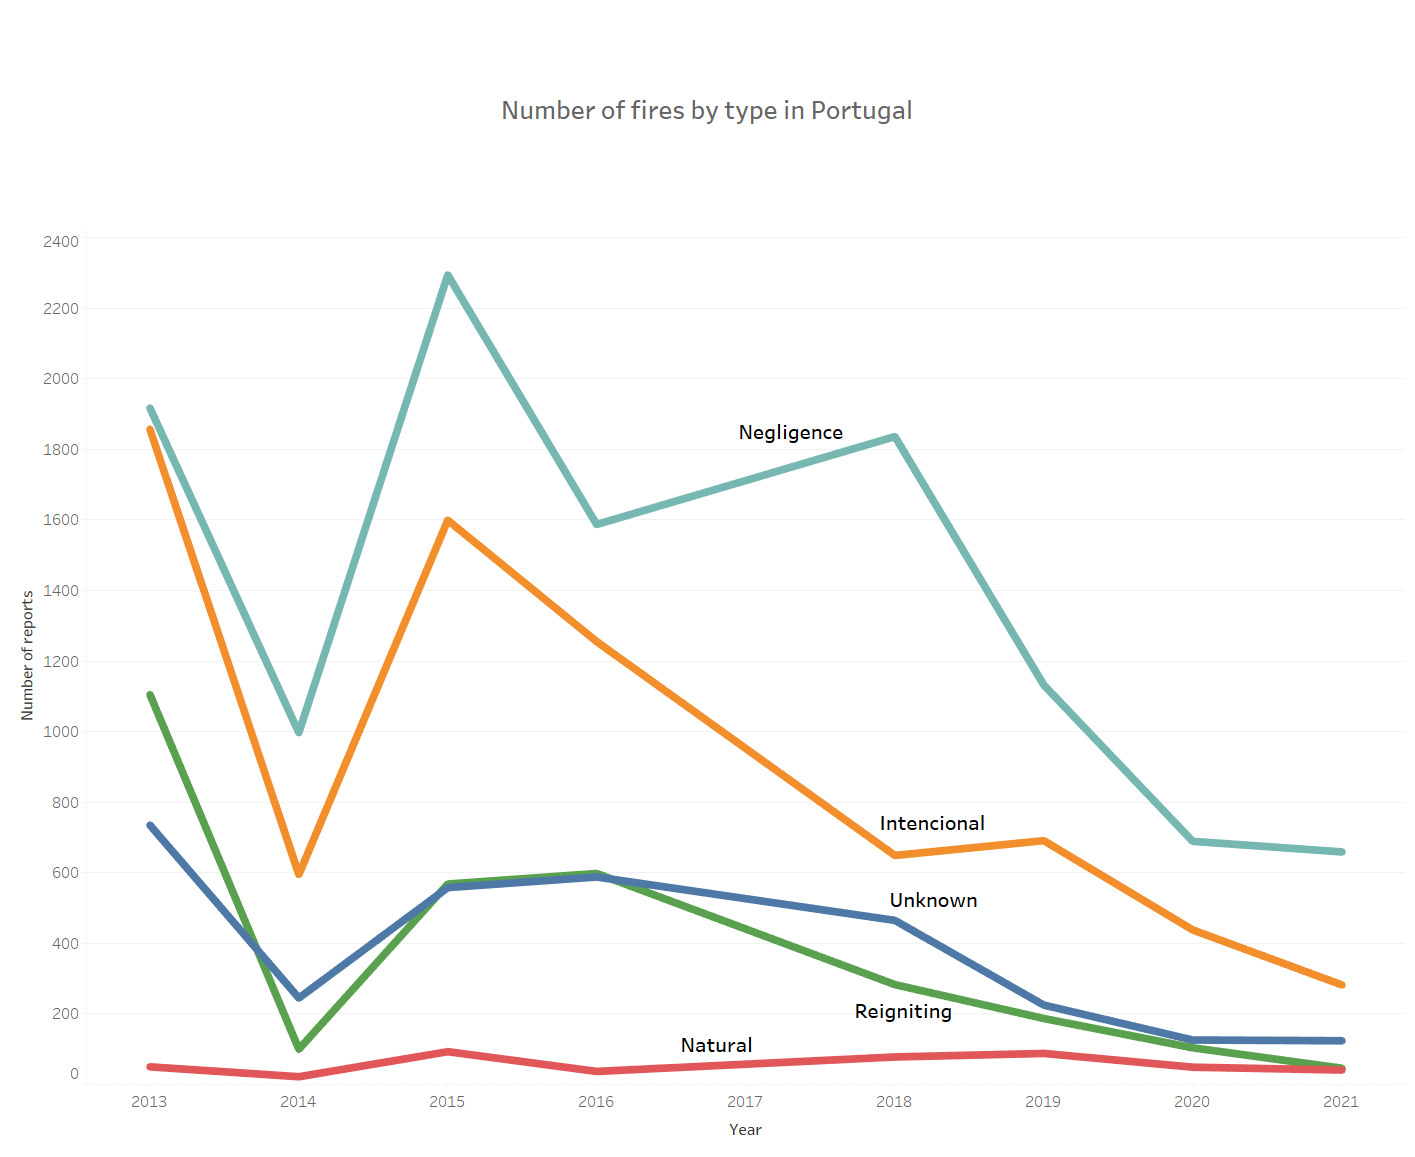 Number of fires by type in Portugal
2400
2200
2000
Negligence
1800
1600
1400
Number of reports
1200
1000
800
Intencional
600
Unknown
400
200
Reigniting
Natural
0
2013 2014 2015 2016 2017 2018 2019 2020 2021
Year